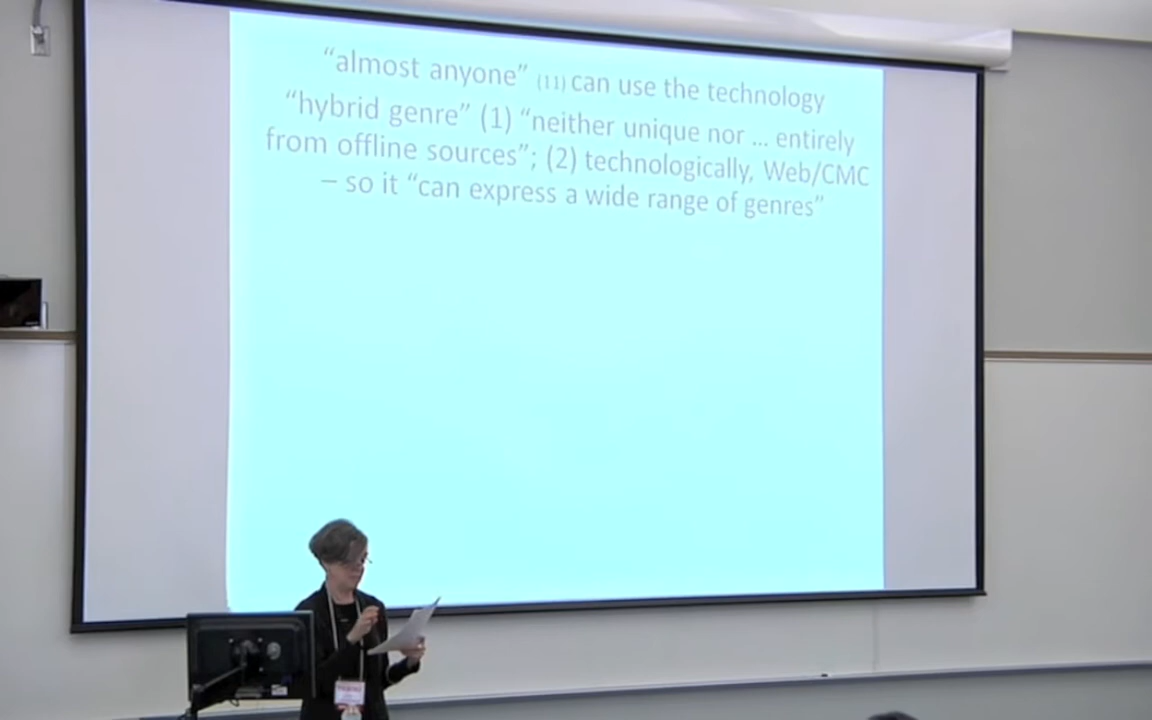 “almost anyone” (11) can use the technology
“hybrid genre” (1) “neither unique nor ... entirely
from offline sources”; (2) technologically, Web/CMC
– so it “can express a wide range of genres”